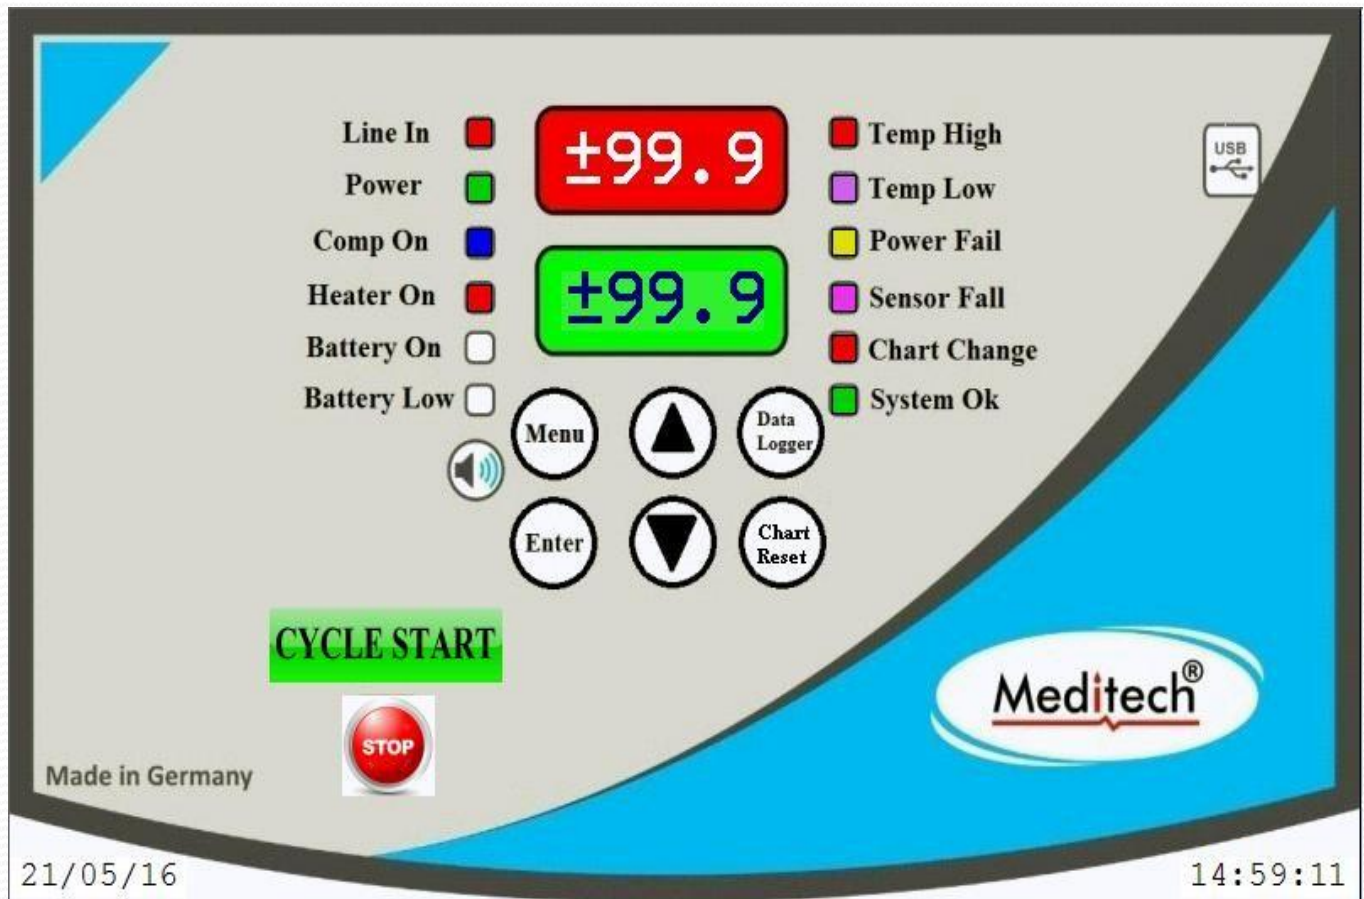 Line In
±99.9
Temp High
USB
Power
Temp Low
Comp On
Power Fail
Heater On
±99.9
Sensor Fall
Battery On
Chart Change
Battery Low
System Ok
Menu
Data
Logger
Enter
Chart
Reset
CYCLE START
Meditech®
STOP
Made in Germany
21/05/16
14:59:11